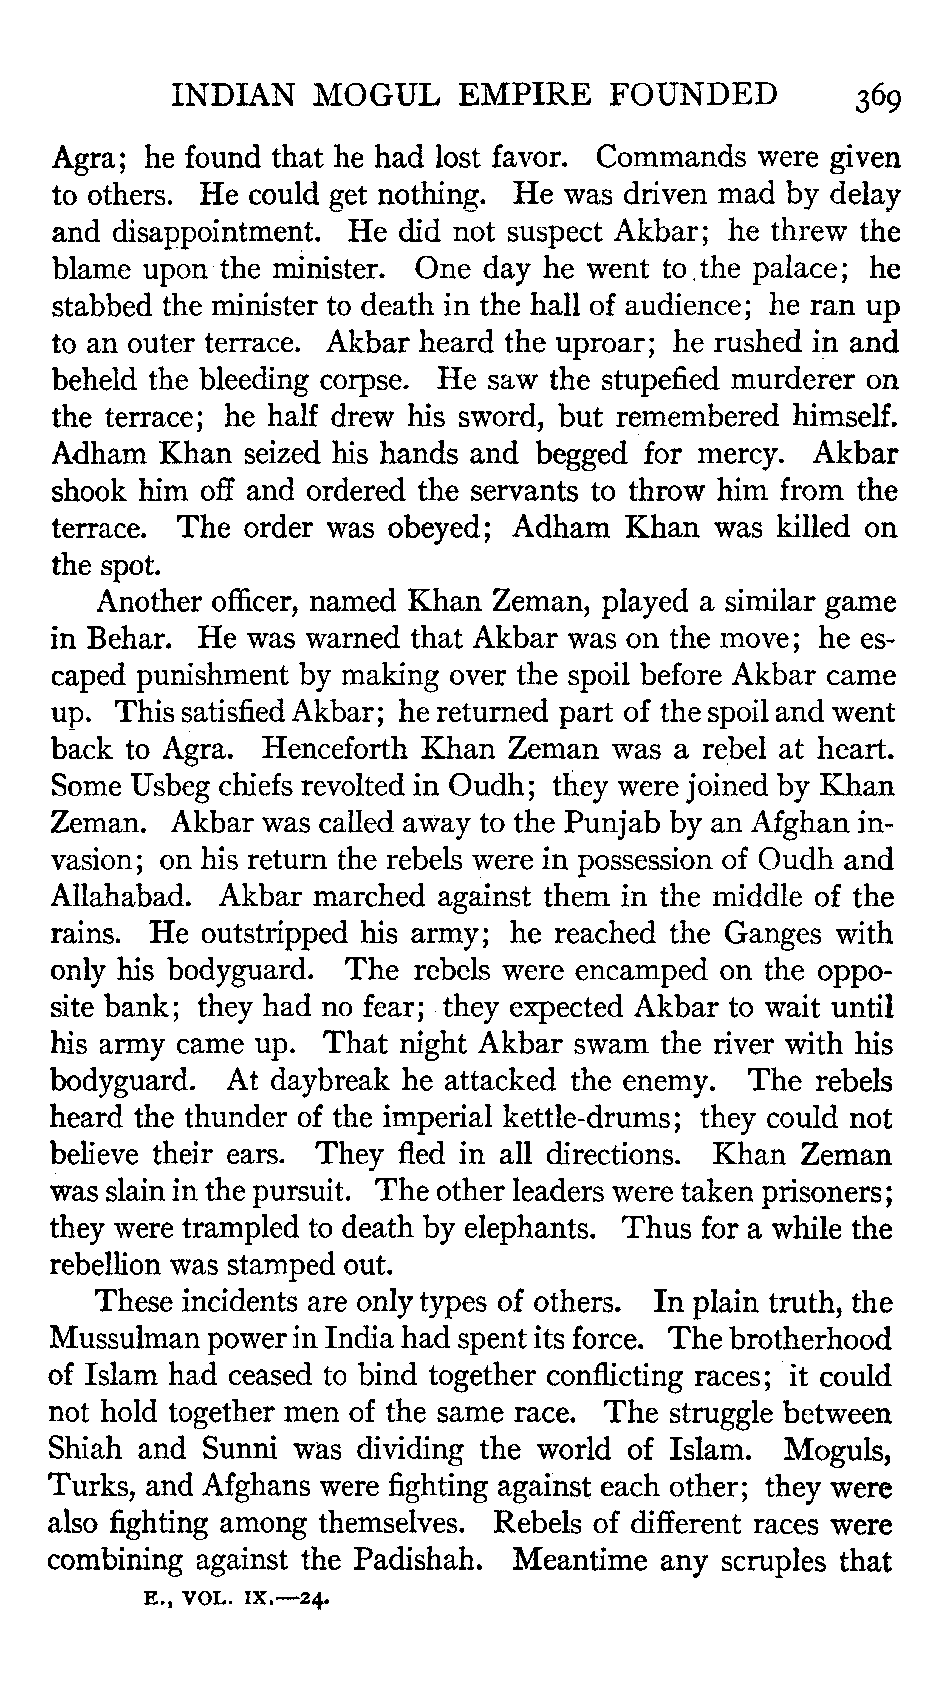 INDIAN MOGUL EMPIRE FOUNDED 369
Agra; he found that he had lost favor. Commands were given
to others. He could get nothing. He was driven mad by delay
and disappointment. He did not suspect Akbar; he threw the
blame upon the minister. One day he went to the palace; he
stabbed the minister to death in the hall of audience; he ran up
to an outer terrace. Akbar heard the uproar; he rushed in and
beheld the bleeding corpse. He saw the stupefied murderer on
the terrace; he half drew his sword, but remembered himself.
Adham Khan seized his hands and begged for mercy. Akbar
shook him off and ordered the servants to throw him from the
terrace. The order was obeyed; Adham Khan was killed on
the spot.
Another officer, named Khan Zeman, played a similar game
in Behar. He was warned that Akbar was on the move; he es-
caped punishment by making over the spoil before Akbar came
up. This satisfied Akbar; he returned part of the spoil and went
back to Agra. Henceforth Khan Zeman was a rebel at heart.
Some Usbeg chiefs revolted in Oudh; they were joined by Khan
Zeman. Akbar was called away to the Punjab by an Afghan in-
vasion; on his return the rebels were in possession of Oudh and
Allahabad. Akbar marched against them in the middle of the
rains. He outstripped his army; he reached the Ganges with
only his bodyguard. The rebels were encamped on the oppo-
site bank; they had no fear; they expected Akbar to wait until
his army came up. That night Akbar swam the river with his
bodyguard. At daybreak he attacked the enemy. The rebels
heard the thunder of the imperial kettle-drums; they could not
believe their ears. They fled in all directions. Khan Zeman
was slain in the pursuit. The other leaders were taken prisoners;
they were trampled to death by elephants. Thus for a while the
rebellion was stamped out.
These incidents are only types of others. In plain truth, the
Mussulman power in India had spent its force. The brotherhood
of Islam had ceased to bind together conflicting races; it could
not hold together men of the same race. The struggle between
Shiah and Sunni was dividing the world of Islam. Moguls,
Turks, and Afghans were fighting against each other; they were
also fighting among themselves. Rebels of different races were
combining against the Padishah. Meantime any scruples that
E., VOL. IX.—24.